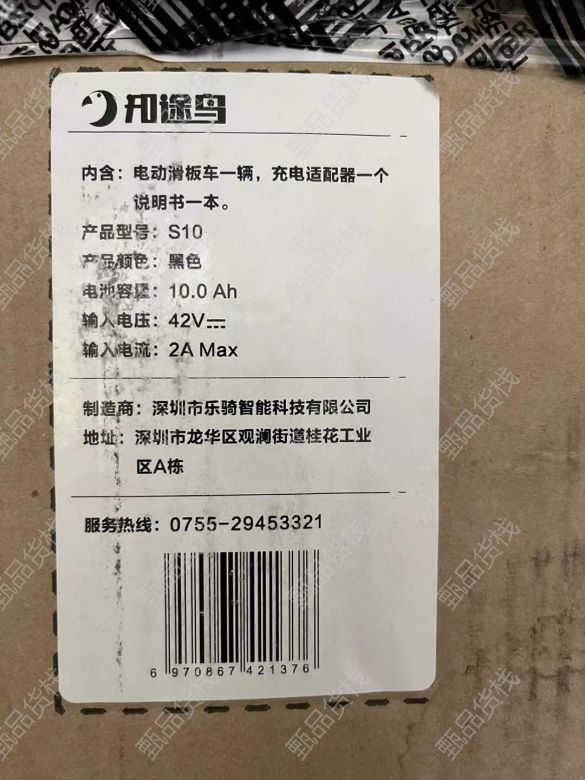 知途鸟
内含：电动滑板车一辆，充电适配器一个
说明书一本。
产品型号：S10
产品颜色：黑色
电池容量：10.0 Ah
输入电压：42V
输入电流：2A Max
制造商：深圳市乐骑智能科技有限公司
地址：深圳市龙华区观澜街道桂花工业
区A栋
服务热线：0755-29453321
6 970867 421376
甄品货栈